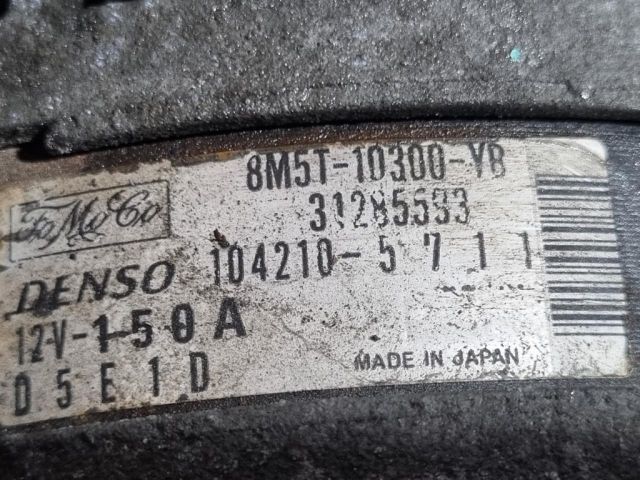 8M5T-10300-YB
31285533
FoMoCo
DENSO
104210-5711
12V-150A
D5E1D
MADE IN JAPAN